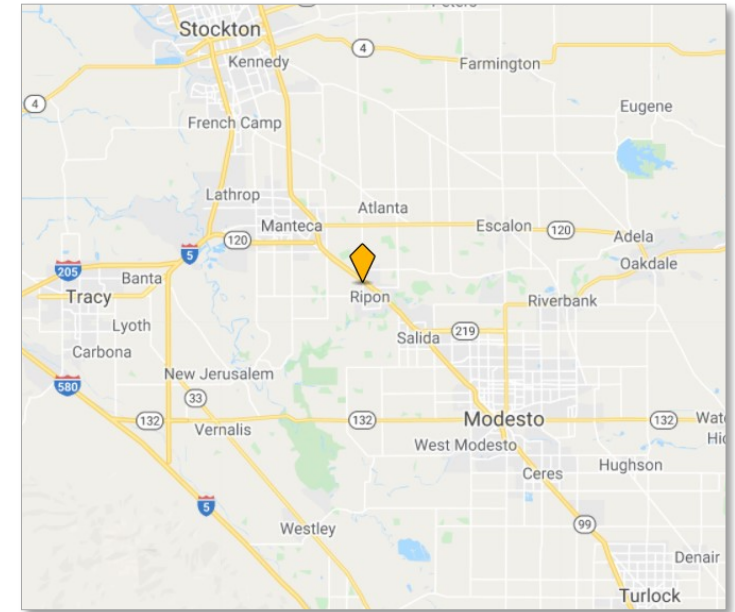 Stockton
4
Kennedy
Farmington
4
Eugene
French Camp
Lathrop
Atlanta
Manteca
Escalon
120
120
Adela
5
205
Banta
Oakdale
Tracy
Ripon
Riverbank
Lyoth
Salida
219
Carbona
New Jerusalem
580
33
132
Vernalis
132
Modesto
132
West Modesto
Ceres
Hughson
5
Westley
99
Denair
Turlock